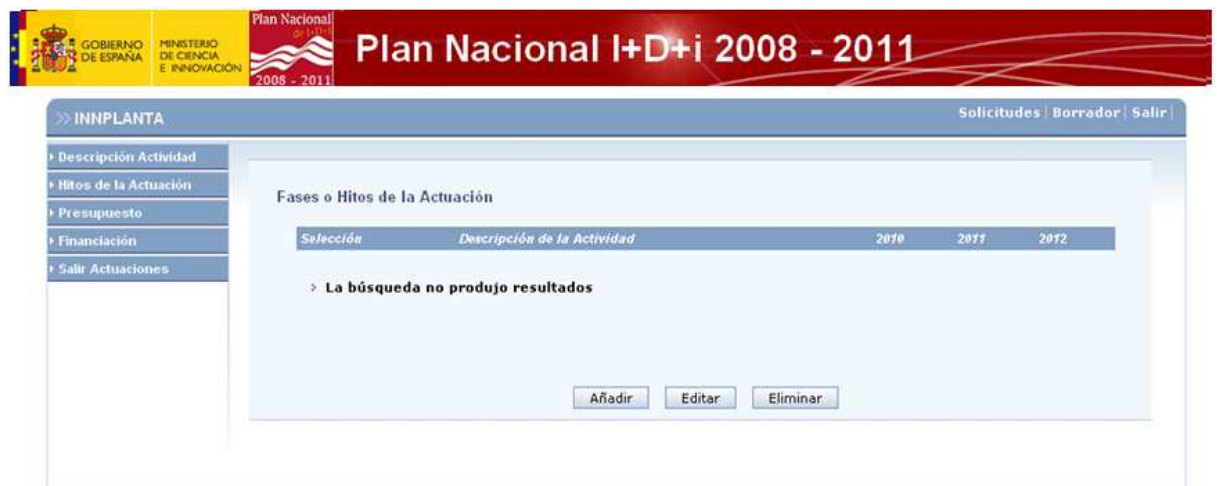 GOBIERNO
DE ESPAÑA
MINISTERIO
DE CIENCIA
E INNOVACIÓN
Plan Nacional
de I+D+i
2008 - 2011
Plan Nacional I+D+i 2008 - 2011
>> INNPLANTA
Solicitudes | Borrador | Salir |
Descripción Actividad
Hitos de la Actuación
Presupuesto
Financiación
Salir Actuaciones
Fases o Hitos de la Actuación
Selección Descripción de la Actividad 2010 2011 2012
> La búsqueda no produjo resultados
Añadir Editar Eliminar